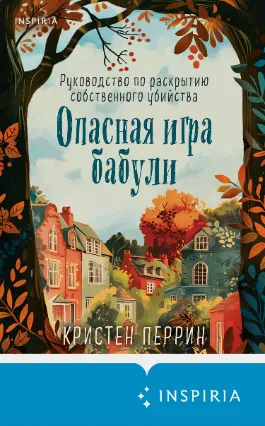 INSPIRIA
Руководство по раскрытию
собственного убийства
Опасная игра
бабули
КРИСТЕН ПЕРРИН
INSPIRIA